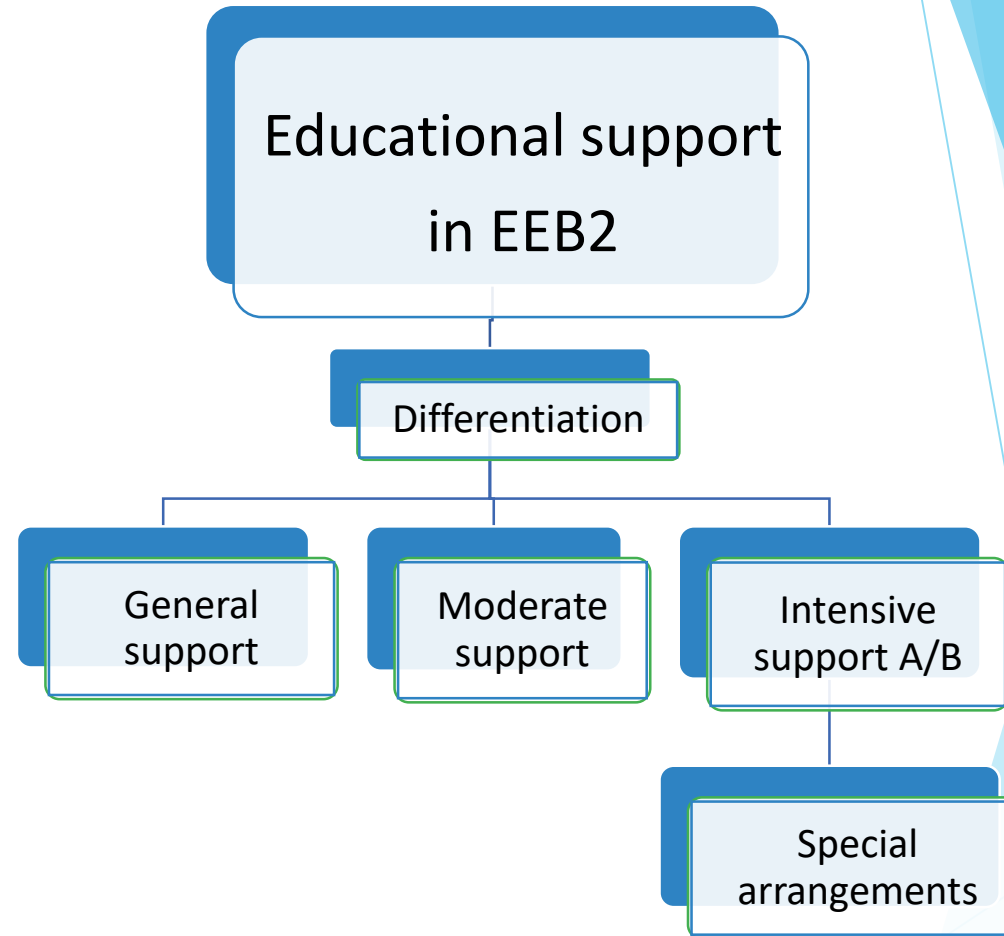 Educational support
in EEB2
Differentiation
General
support
Moderate
support
Intensive
support A/B
Special
arrangements